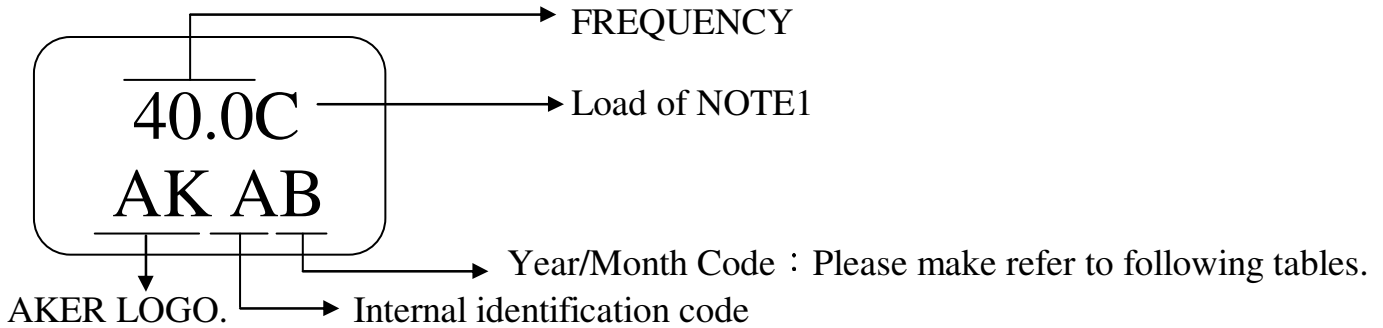 FREQUENCY
40.0C
Load of NOTE1
AK AB
Year/Month Code：Please make refer to following tables.
AKER LOGO.
Internal identification code